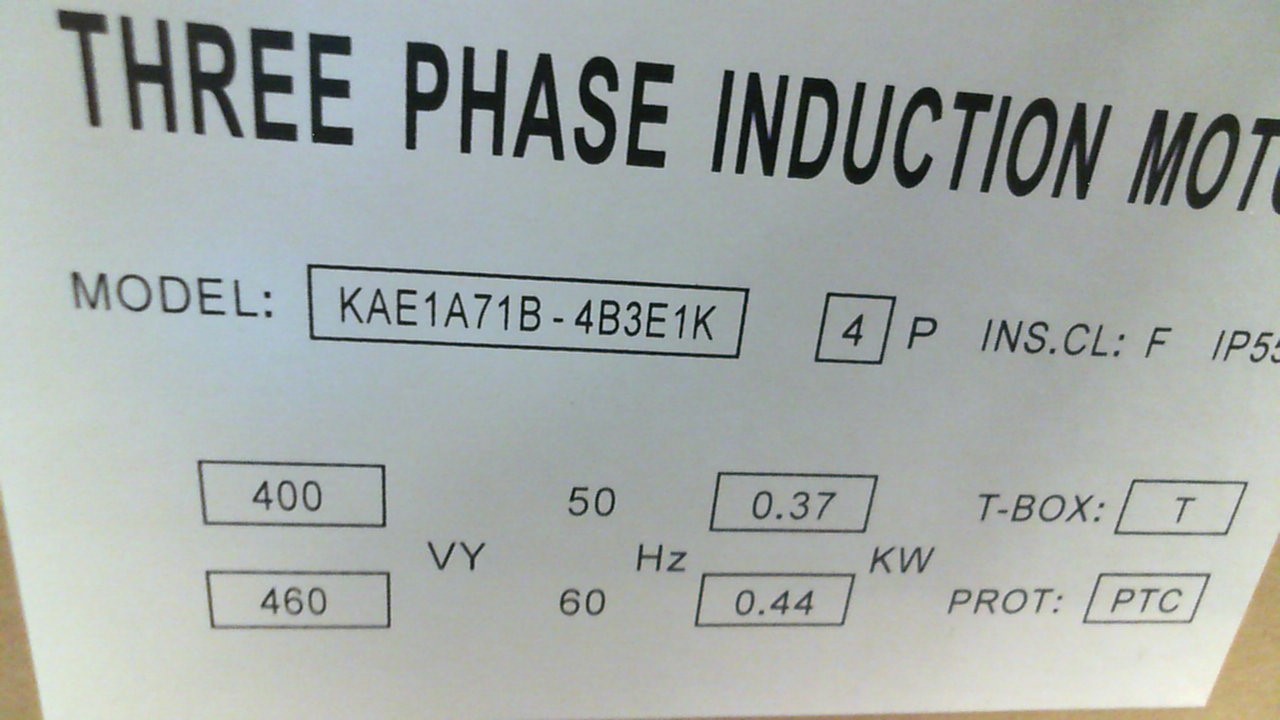 THREE PHASE INDUCTION
MODEL: KAE1A71B-4B3E1K 4 P INS.CL: F IP55
400 50 0.37 T-BOX: T
VY Hz KW
460 60 0.44 PROT: PTC